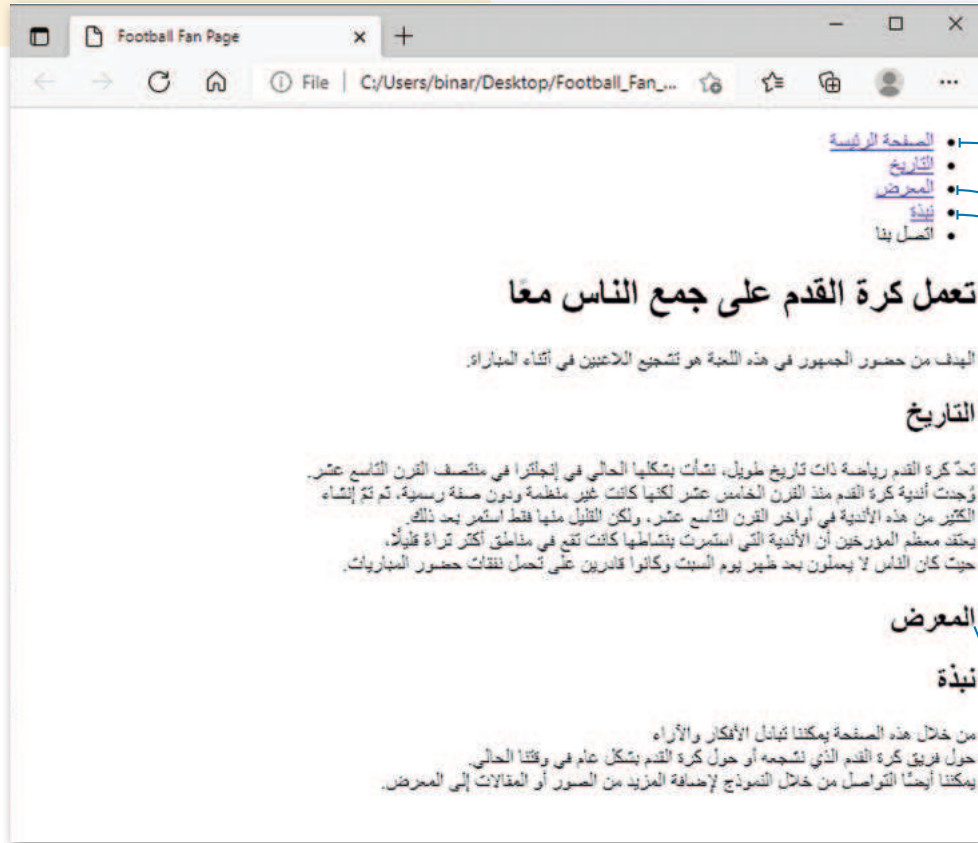 Football Fan Page
File | C:/Users/binar/Desktop/Football_Fan_...
الصفحة الرئيسة
التاريخ
المعرض
نبذة
اتصل بنا
تعمل كرة القدم على جمع الناس معًا
الهدف من حضور الجمهور في هذه اللعبة هو تشجيع اللاعبين في أثناء المباراة.
التاريخ
تعدّ كرة القدم رياضة ذات تاريخ طويل، نشأت بشكلها الحالي في إنجلترا في منتصف القرن التاسع عشر.
وُجدت أندية كرة القدم منذ القرن الخامس عشر لكنها كانت غير منظمة ودون صفة رسمية، ثم تمّ إنشاء
الكثير من هذه الأندية في أواخر القرن التاسع عشر، ولكن القليل منها فقط استمر بعد ذلك.
يعتقد معظم المؤرخين أن الأندية التي استمرت بنشاطها كانت تقع في مناطق أكثر ثراءً قليلًا،
حيث كان الناس لا يعملون بعد ظهر يوم السبت وكانوا قادرين على تحمل نفقات حضور المباريات.
المعرض
نبذة
من خلال هذه الصفحة يمكننا تبادل الأفكار والآراء
حول فريق كرة القدم الذي نشجعه أو حول كرة القدم بشكل عام في وقتنا الحالي.
يمكننا أيضًا التواصل من خلال النموذج لإضافة المزيد من الصور أو المقالات إلى المعرض.